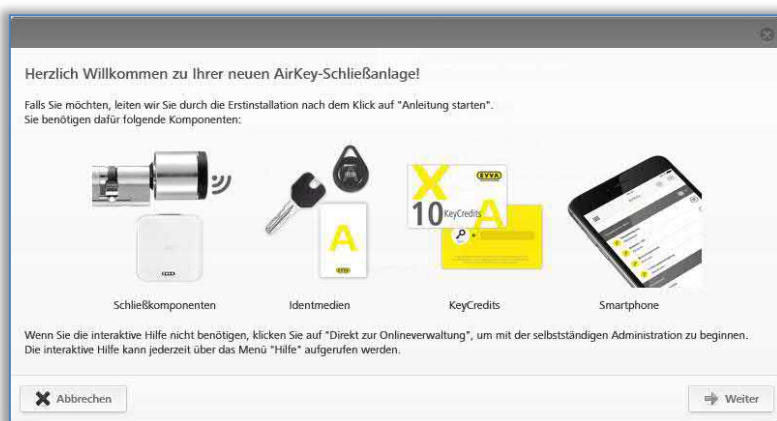 Herzlich Willkommen zu Ihrer neuen AirKey-Schließanlage!
Falls Sie möchten, leiten wir Sie durch die Erstinstallation nach dem Klick auf "Anleitung starten".
Sie benötigen dafür folgende Komponenten:
EVVA
X
10 KeyCredits
A
EVVA
A
EVVA
Schließkomponenten
Identmedien
KeyCredits
Smartphone
Wenn Sie die interaktive Hilfe nicht benötigen, klicken Sie auf "Direkt zur Onlineverwaltung", um mit der selbstständigen Administration zu beginnen.
Die interaktive Hilfe kann jederzeit über das Menü "Hilfe" aufgerufen werden.
Abbrechen
Weiter